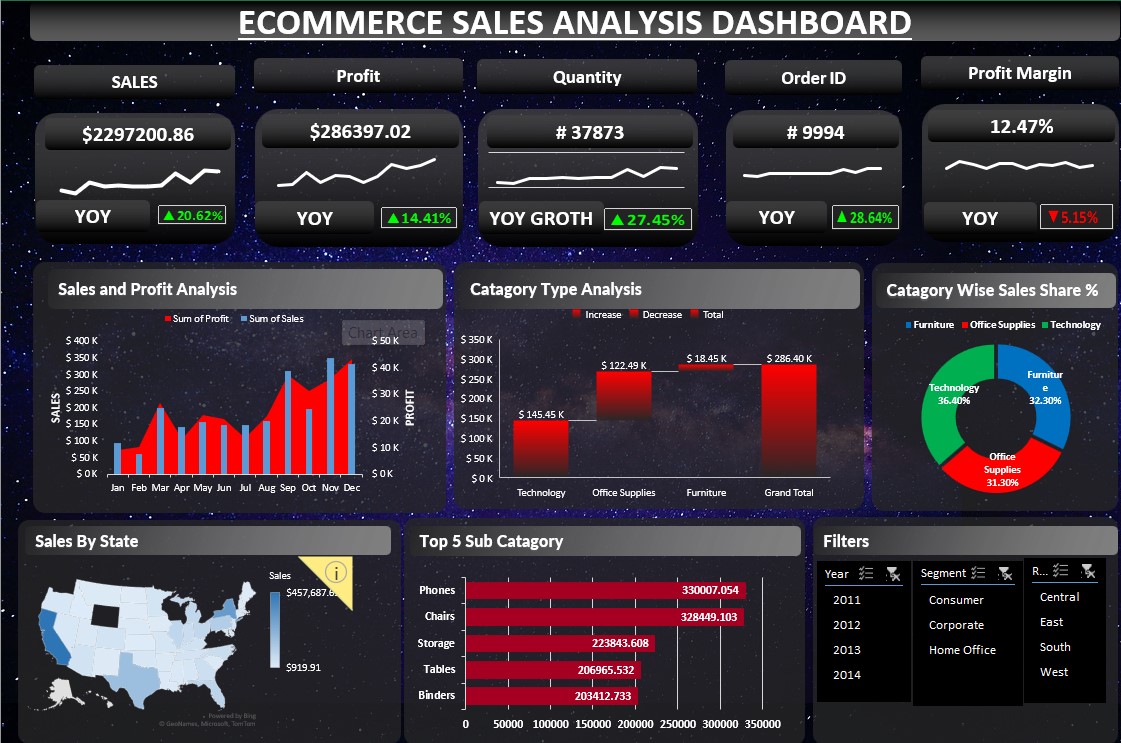 ECOMMERCE SALES ANALYSIS DASHBOARD
SALES
Profit
Quantity
Order ID
Profit Margin
$2297200.86
$286397.02
# 37873
# 9994
12.47%
YOY
▲20.62%
YOY
▲14.41%
YOY GROTH
▲27.45%
YOY
▲28.64%
YOY
▼5.15%
Sales and Profit Analysis
Sum of Profit
Sum of Sales
Chart Area
$ 400 K
$ 350 K
$ 300 K
$ 250 K
$ 200 K
$ 150 K
$ 100 K
$ 50 K
$ 0 K
SALES
$ 50 K
$ 40 K
$ 30 K
$ 20 K
$ 10 K
$ 0 K
PROFIT
Jan Feb Mar Apr May Jun Jul Aug Sep Oct Nov Dec
Catagory Type Analysis
Increase
Decrease
Total
$ 350 K
$ 300 K
$ 250 K
$ 200 K
$ 150 K
$ 100 K
$ 50 K
$ 0 K
$ 145.45 K
$ 122.49 K
$ 18.45 K
$ 286.40 K
Technology
Office Supplies
Furniture
Grand Total
Catagory Wise Sales Share %
Furniture
Office Supplies
Technology
Furnitur
e
32.30%
Technology
36.40%
Office
Supplies
31.30%
Sales By State
Sales
$457,687.6
$919.91
Powered by Bing
© GeoNames, Microsoft, TomTom
Top 5 Sub Catagory
Phones
330007.054
Chairs
328449.103
Storage
223843.608
Tables
206965.532
Binders
203412.733
0 50000 100000 150000 200000 250000 300000 350000
Filters
Year
2011
2012
2013
2014
Segment
Consumer
Corporate
Home Office
R...
Central
East
South
West